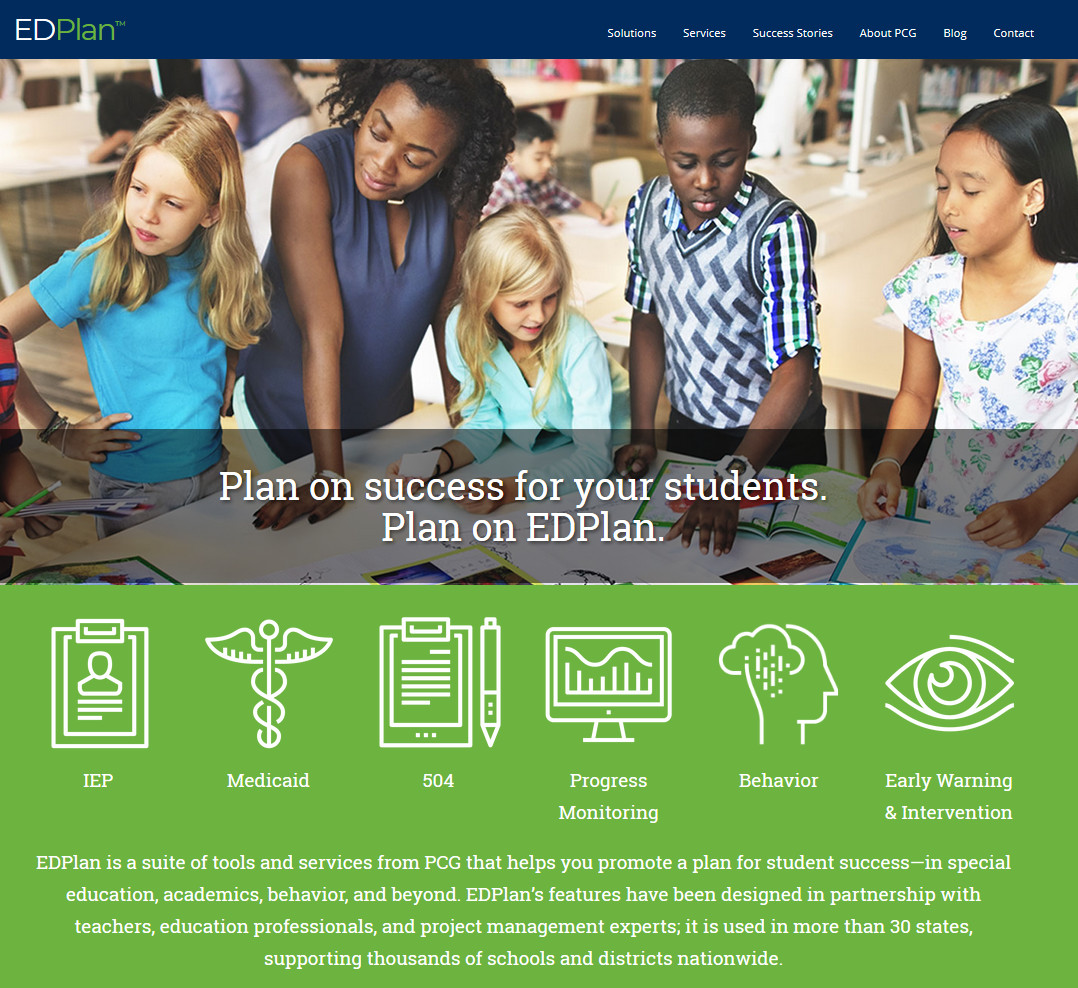 EDPlan™
Solutions Services Success Stories About PCG Blog Contact
Plan on success for your students.
Plan on EDPlan.
IEP Medicaid 504 Progress Behavior Early Warning
Monitoring & Intervention
EDPlan is a suite of tools and services from PCG that helps you promote a plan for student success—in special
education, academics, behavior, and beyond. EDPlan’s features have been designed in partnership with
teachers, education professionals, and project management experts; it is used in more than 30 states,
supporting thousands of schools and districts nationwide.